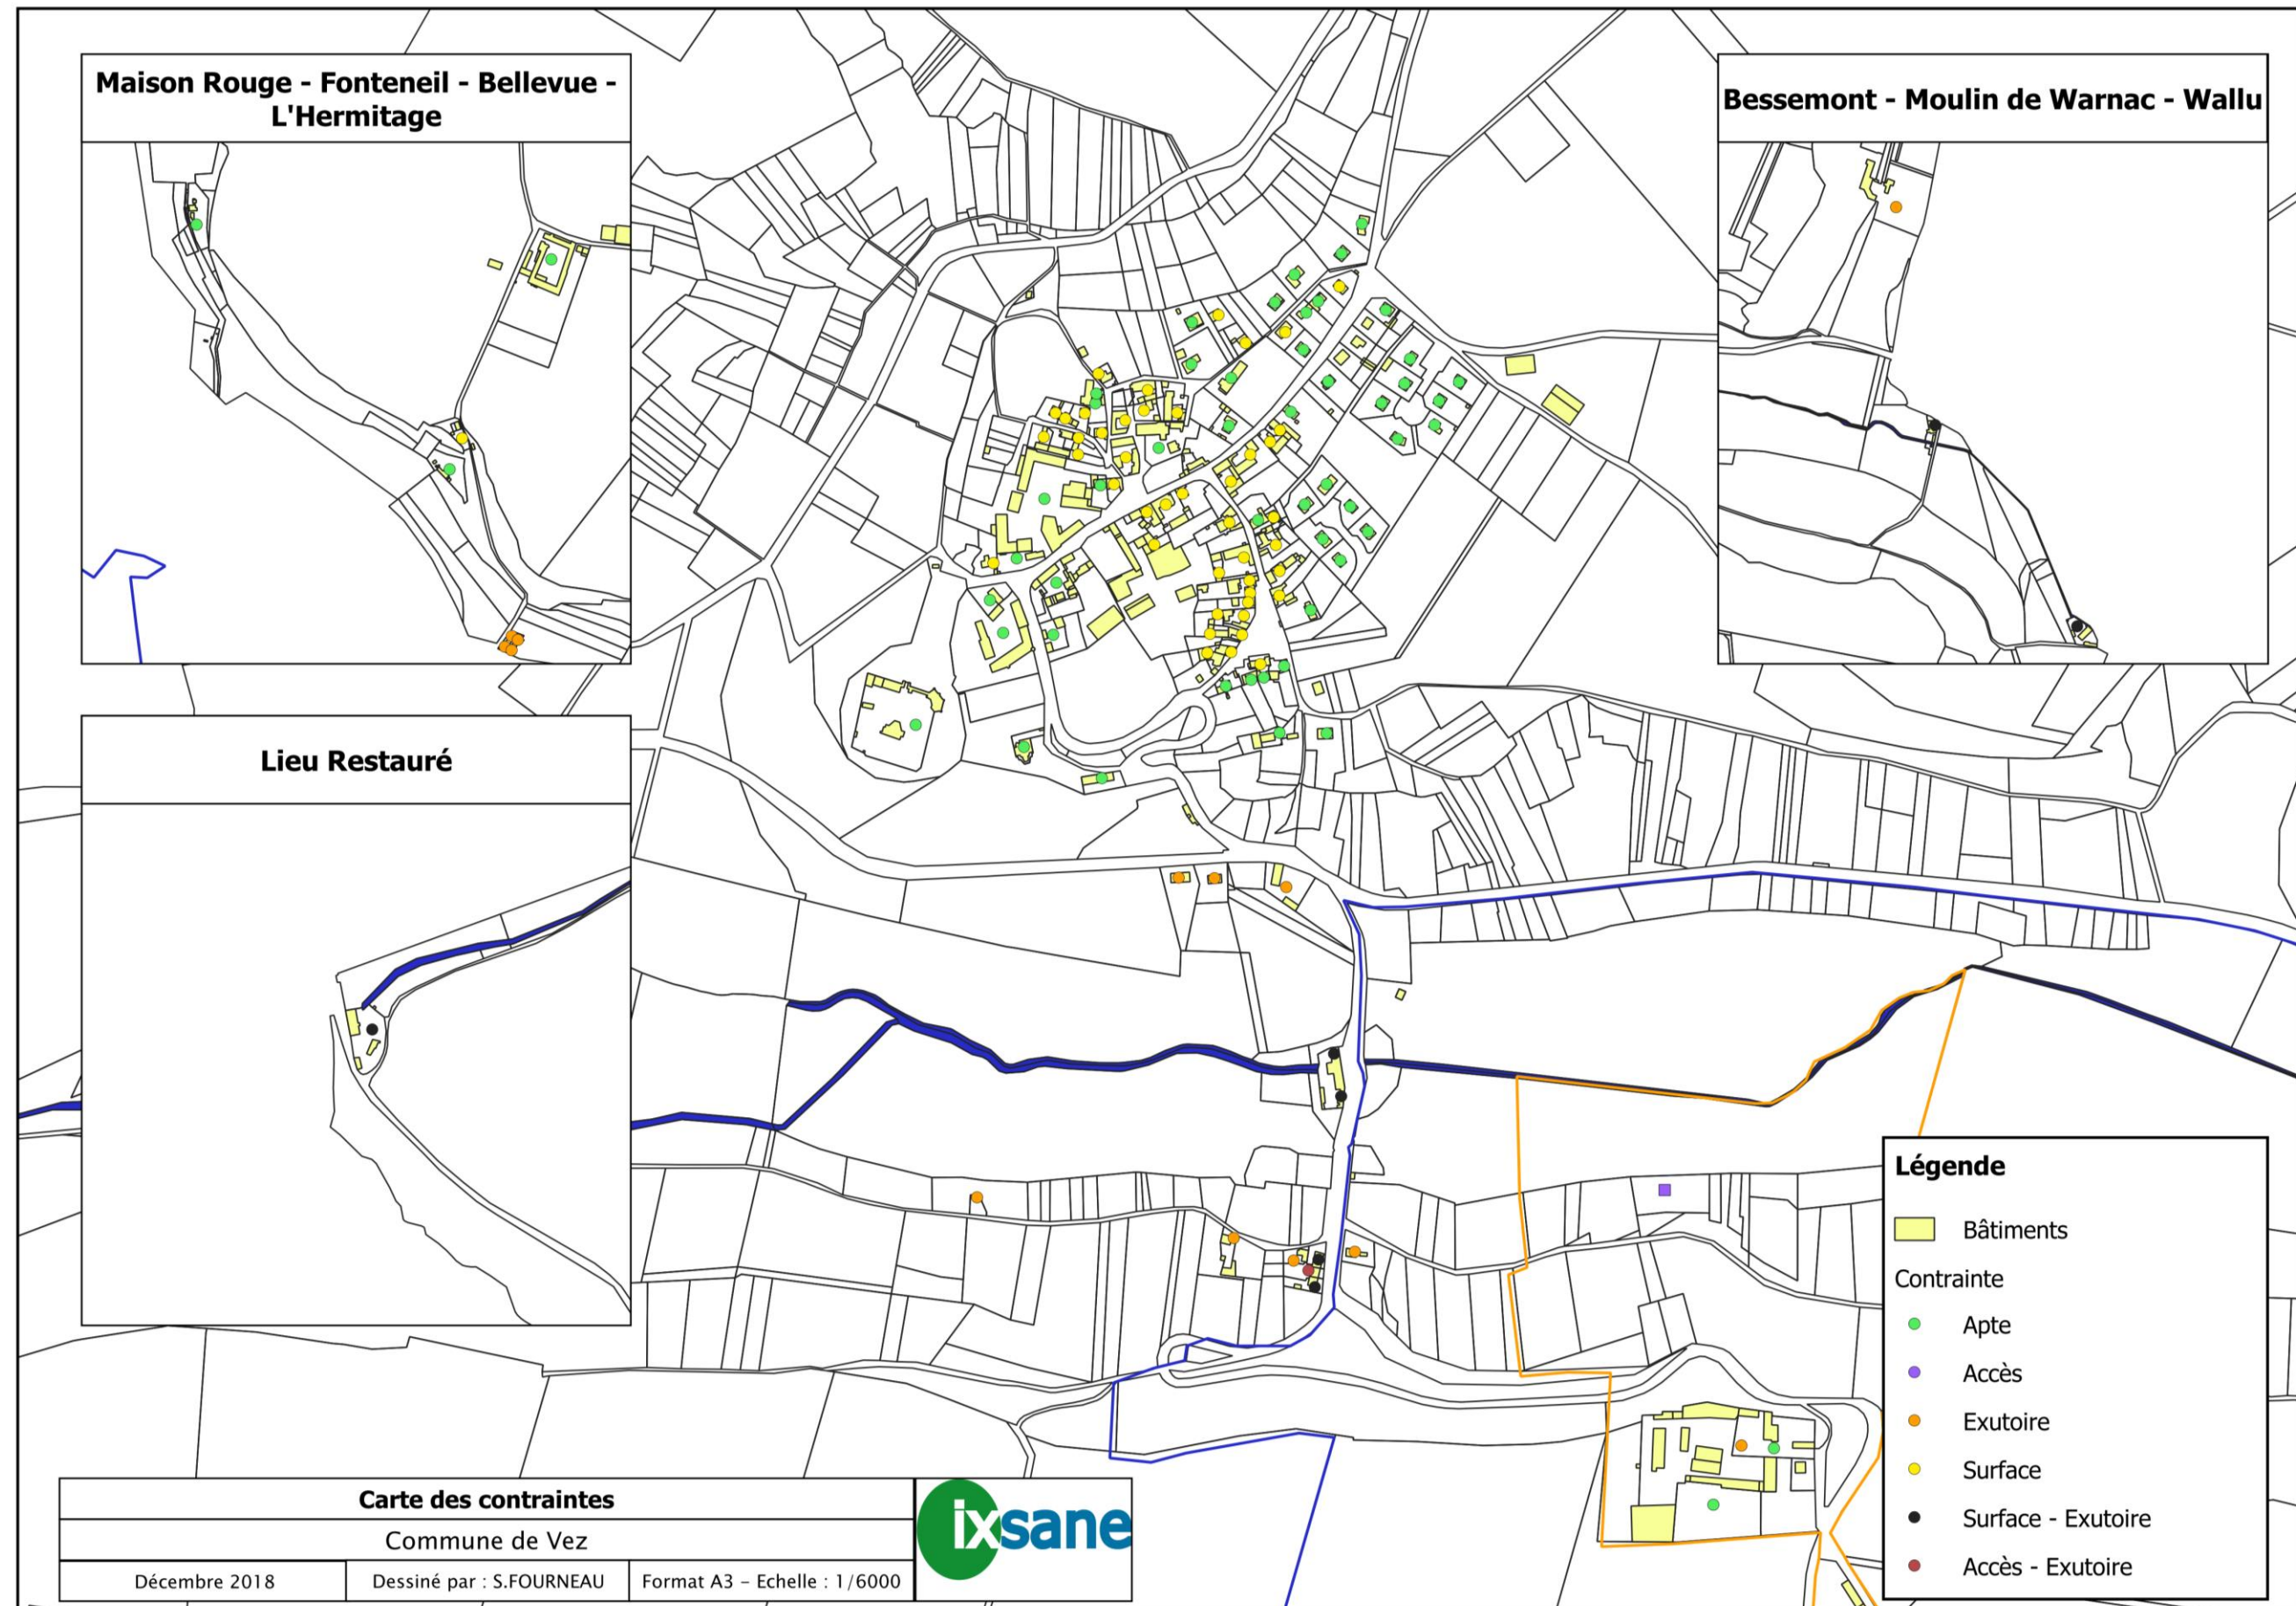 Maison Rouge - Fonteneil - Bellevue -
L'Hermitage
Bessemont - Moulin de Warnac - Wallu
Lieu Restauré
Légende
Bâtiments
Contrainte
Apte
Accès
Exutoire
Surface
Surface - Exutoire
Accès - Exutoire
Carte des contraintes
Commune de Vez
Décembre 2018
Dessiné par : S.FOURNEAU
Format A3 - Echelle : 1/6000
ixsane